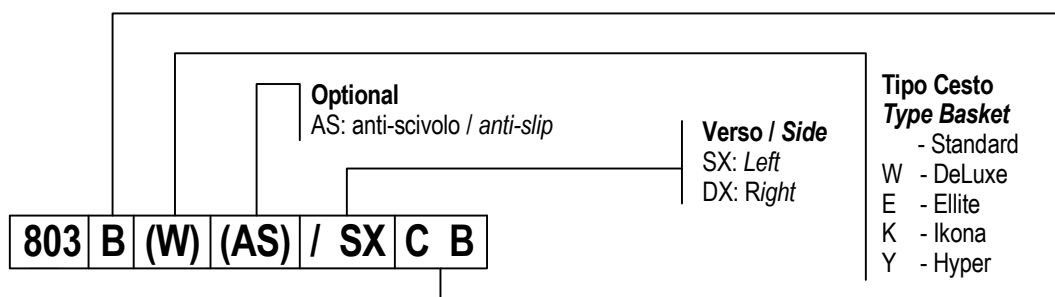 Optional
AS: anti-scivolo / anti-slip
Verso / Side
SX: Left
DX: Right
Tipo Cesto
Type Basket
- Standard
W - DeLuxe
E - Ellite
K - Ikona
Y - Hyper
803 B (W) (AS) / SX C B